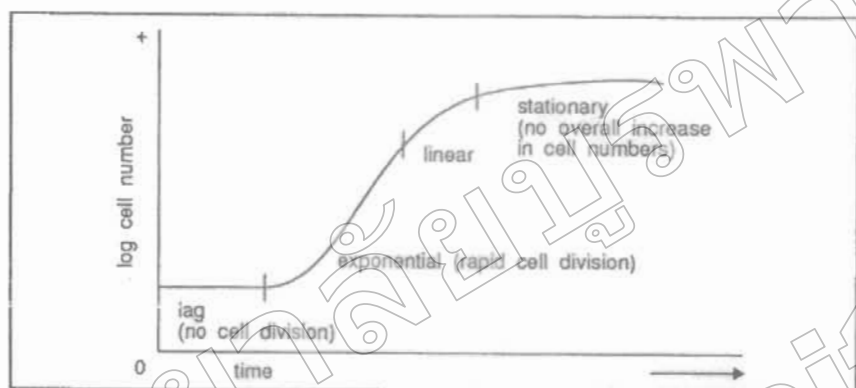 +
log cell number
stationary
(no overall increase
in cell numbers)
linear
exponential (rapid cell division)
iag
(no cell division)
0
time